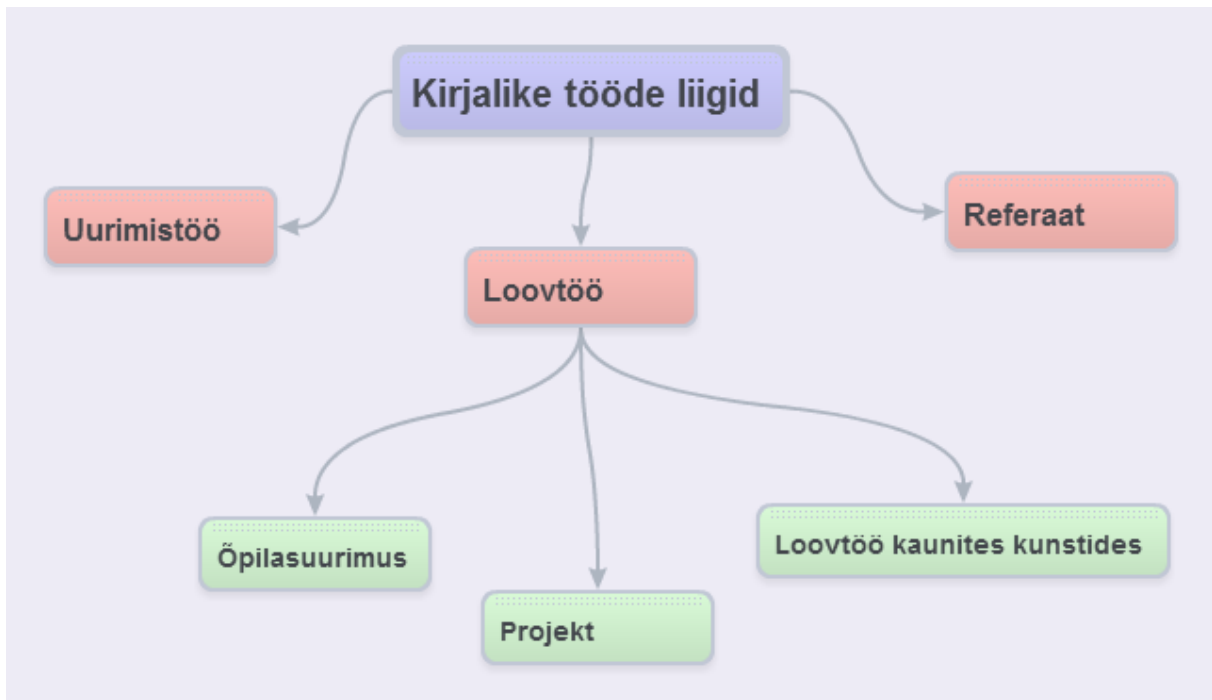 Kirjalike tööde liigid
Uurimistöö
Referaat
Loovtöö
Õpilasuurimus
Loovtöö kaunites kunstides
Projekt